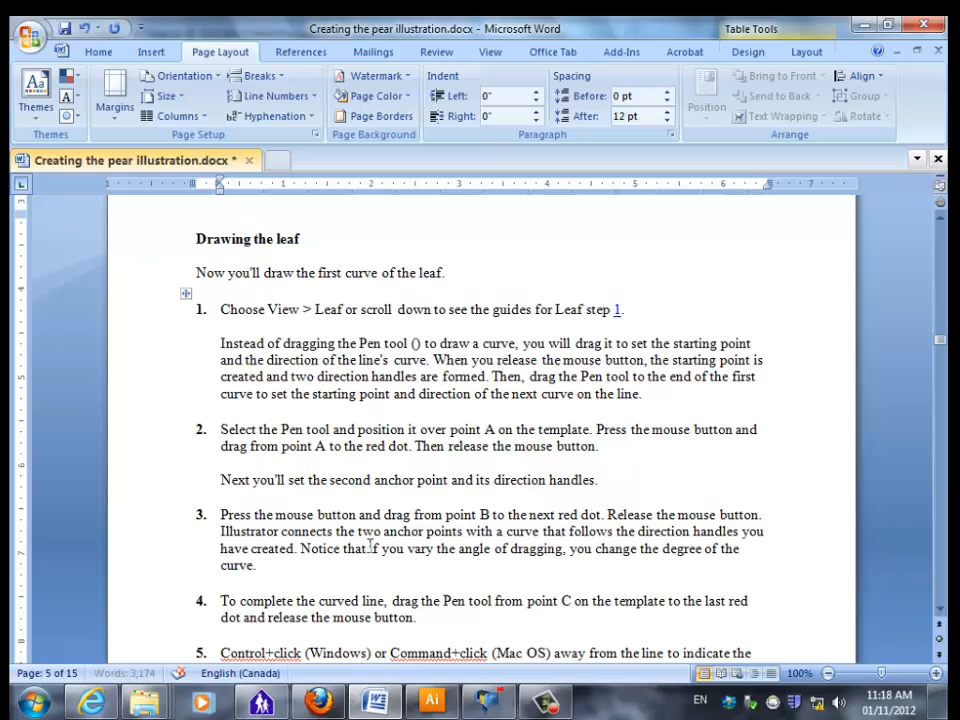 Creating the pear illustration.docx - Microsoft Word
Table Tools
Home Insert Page Layout References Mailings Review View Office Tab Add-Ins Acrobat Design Layout
Themes
Themes
Margins
Orientation
Size
Columns
Breaks
Line Numbers
Hyphenation
Page Setup
Watermark
Page Color
Page Borders
Page Background
Indent
Left: 0"
Right: 0"
Spacing
Before: 0 pt
After: 12 pt
Paragraph
Position
Bring to Front
Send to Back
Text Wrapping
Align
Group
Rotate
Arrange
Creating the pear illustration.docx *
1 1 2 3 4 5 6 7
Drawing the leaf
Now you'll draw the first curve of the leaf.
1. Choose View > Leaf or scroll down to see the guides for Leaf step 1.
Instead of dragging the Pen tool () to draw a curve, you will drag it to set the starting point
and the direction of the line's curve. When you release the mouse button, the starting point is
created and two direction handles are formed. Then, drag the Pen tool to the end of the first
curve to set the starting point and direction of the next curve on the line.
2. Select the Pen tool and position it over point A on the template. Press the mouse button and
drag from point A to the red dot. Then release the mouse button.
Next you'll set the second anchor point and its direction handles.
3. Press the mouse button and drag from point B to the next red dot. Release the mouse button.
Illustrator connects the two anchor points with a curve that follows the direction handles you
have created. Notice that if you vary the angle of dragging, you change the degree of the
curve.
4. To complete the curved line, drag the Pen tool from point C on the template to the last red
dot and release the mouse button.
5. Control+click (Windows) or Command+click (Mac OS) away from the line to indicate the
Page: 5 of 15 Words: 3,174 English (Canada) 100%
Ai
EN
11:18 AM
01/11/2012